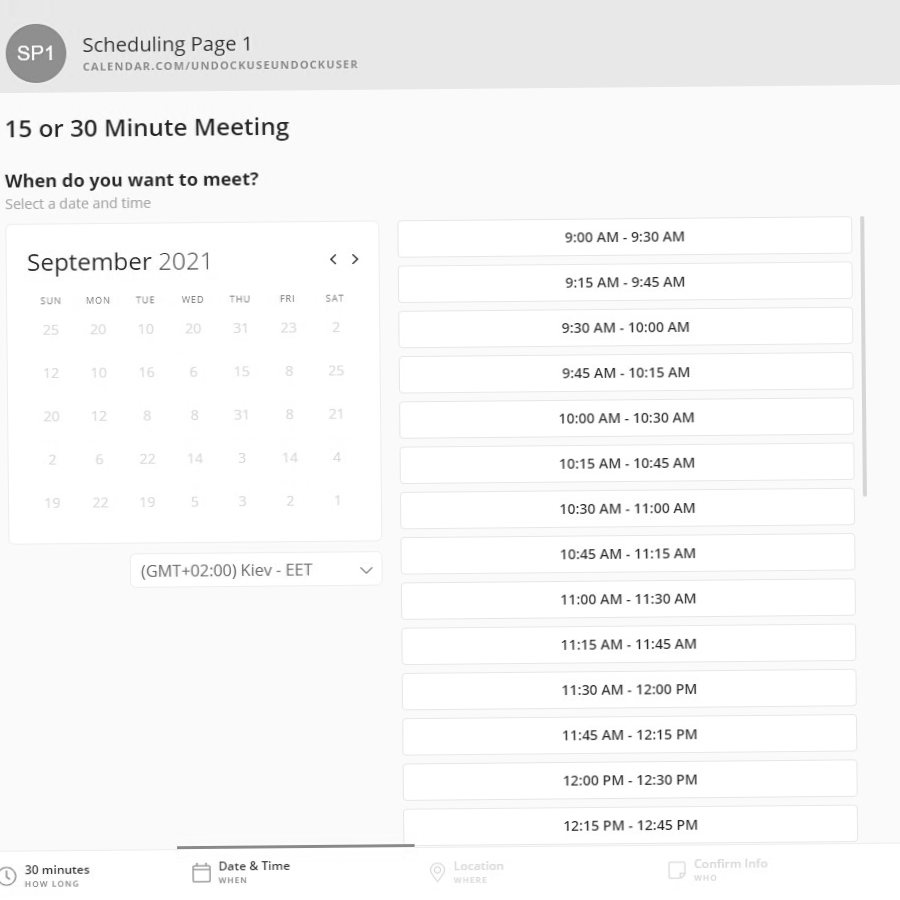 SP1
Scheduling Page 1
CALENDAR.COM/UNDOCKUSEUNDOCKUSER
15 or 30 Minute Meeting
When do you want to meet?
Select a date and time
September 2021
SUN MON TUE WED THU FRI SAT
25 20 10 20 31 23 2
12 10 16 6 15 8 25
20 12 8 8 31 8 21
2 6 22 14 3 14 4
19 22 19 5 3 2 1
(GMT+02:00) Kiev - EET
9:00 AM - 9:30 AM
9:15 AM - 9:45 AM
9:30 AM - 10:00 AM
9:45 AM - 10:15 AM
10:00 AM - 10:30 AM
10:15 AM - 10:45 AM
10:30 AM - 11:00 AM
10:45 AM - 11:15 AM
11:00 AM - 11:30 AM
11:15 AM - 11:45 AM
11:30 AM - 12:00 PM
11:45 AM - 12:15 PM
12:00 PM - 12:30 PM
12:15 PM - 12:45 PM
30 minutes
HOW LONG
Date & Time
WHEN
Location
WHERE
Confirm Info
WHO